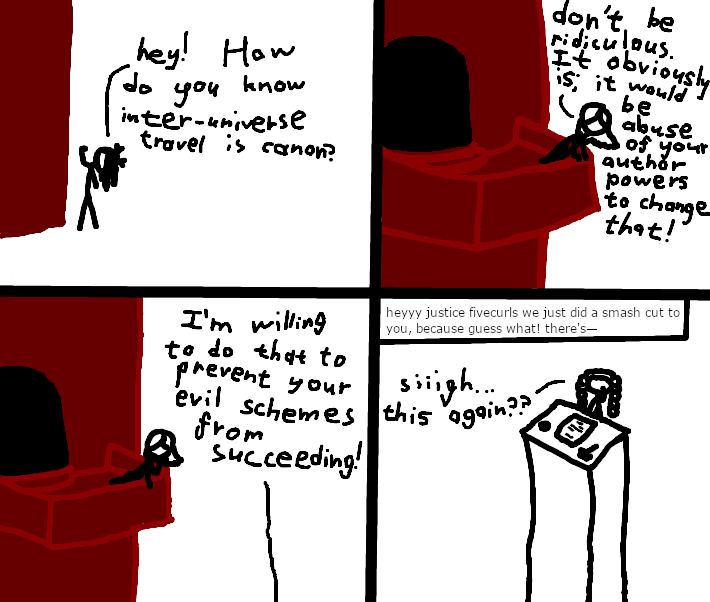 hey! How
do you know
inter-universe
travel is canon?
don't be
ridiculous.
It obviously
is, it would
be
abuse
of your
author
powers
to change
that!
I'm willing
to do that to
prevent your
evil schemes
from
succeeding!
heyyy justice fivecurls we just did a smash cut to
you, because guess what! there's—
siiigh...
this again??